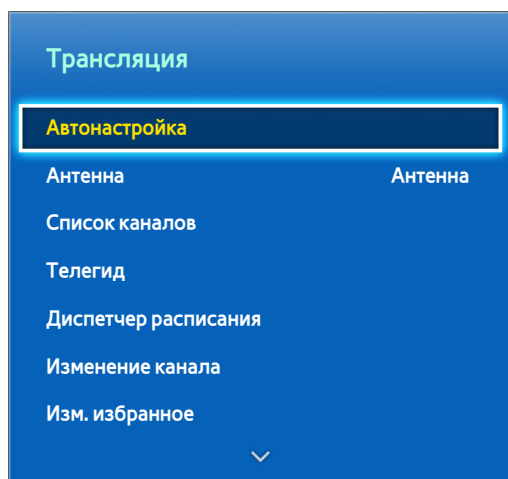 Трансляция
Автонастройка
Антенна Антенна
Список каналов
Телегид
Диспетчер расписания
Изменение канала
Изм. избранное